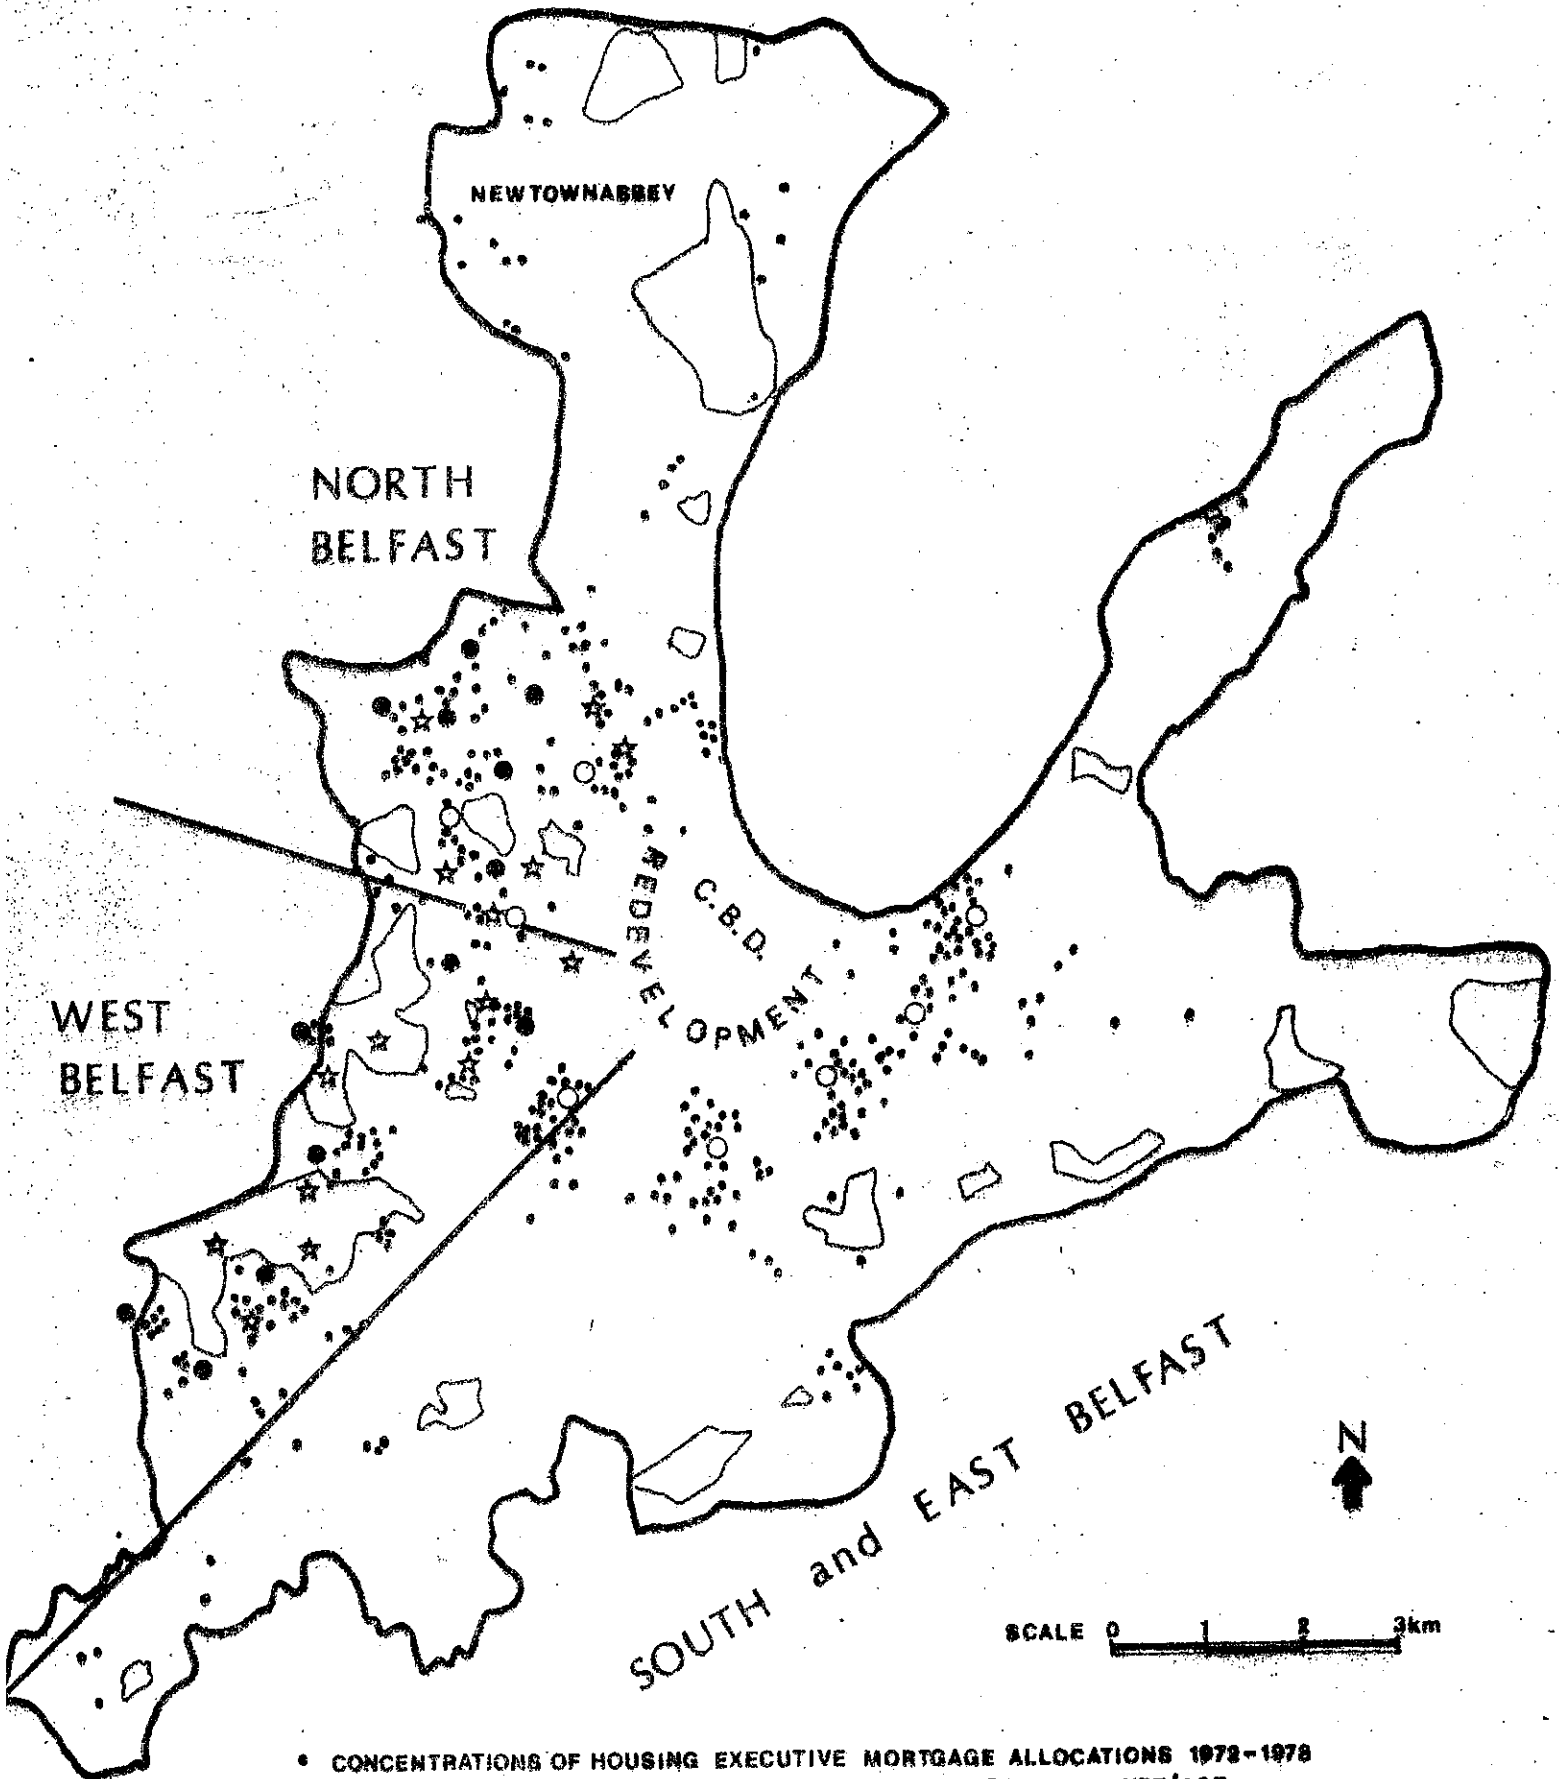 NEWTOWNABBEY
NORTH
BELFAST
REDEVELOPMENT
C.B.D.
WEST
BELFAST
SOUTH and EAST BELFAST
N
SCALE 0 1 2 3km
CONCENTRATIONS OF HOUSING EXECUTIVE MORTGAGE ALLOCATIONS 1972-1978